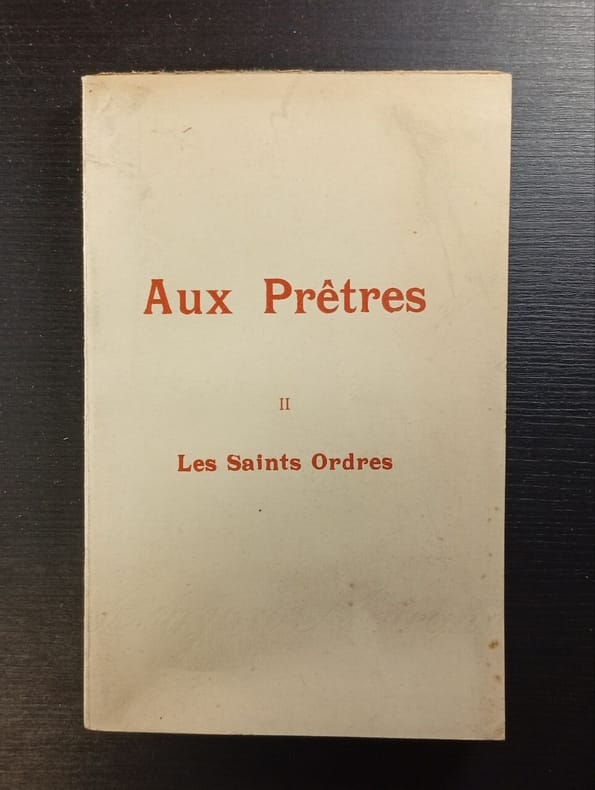 Aux Prêtres
II
Les Saints Ordres